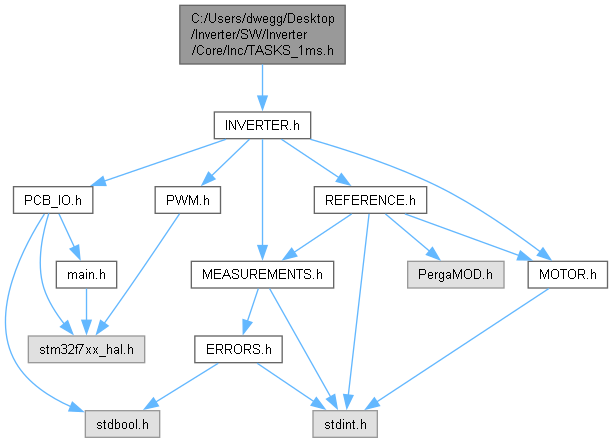 C:/Users/dwegg/Desktop
/Inverter/SW/Inverter
/Core/Inc/TASKS_1ms.h
INVERTER.h
PCB_IO.h
PWM.h
REFERENCE.h
main.h
MEASUREMENTS.h
PergaMOD.h
MOTOR.h
stm32f7xx_hal.h
ERRORS.h
stdbool.h
stdint.h